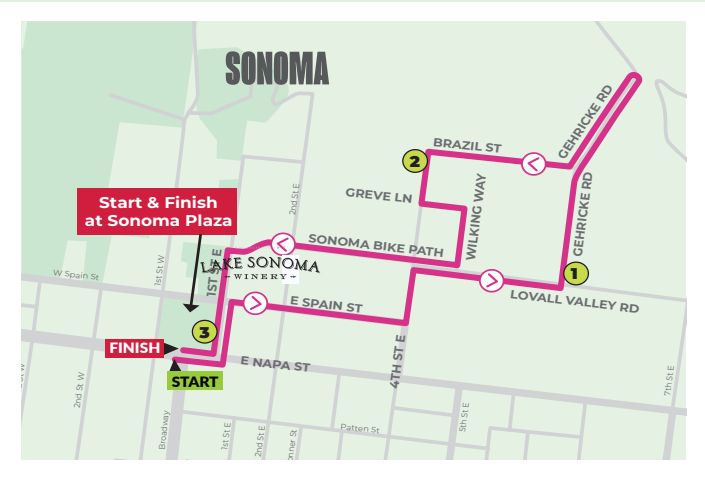 SONOMA
GEHRICKE RD
BRAZIL ST
2
GREVE LN
WILKING WAY
GEHRICKE RD
2nd St E
Start & Finish
at Sonoma Plaza
SONOMA BIKE PATH
1ST ST E
LAKE SONOMA
WINERY
1st St W
W Spain St
1
LOVALL VALLEY RD
E SPAIN ST
3
FINISH
START
E NAPA ST
4TH ST E
7th St E
2nd St W
Broadway
1st St E
2nd St E
Patten St
5th St E